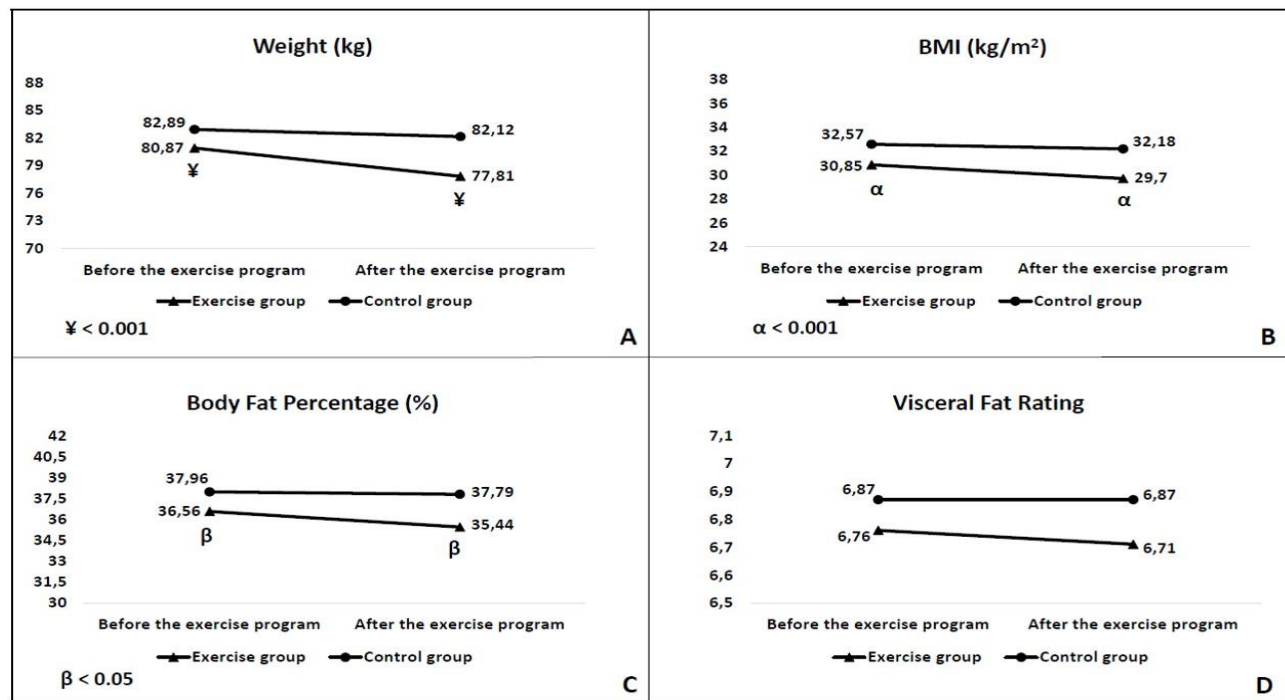 Weight (kg)
88
85
82
79
76
73
70
82,89
80,87
¥
82,12
77,81
¥
Before the exercise program
After the exercise program
Exercise group
Control group
¥ < 0.001
A
BMI (kg/m²)
38
36
34
32
30
28
26
24
32,57
30,85
α
32,18
29,7
α
Before the exercise program
After the exercise program
Exercise group
Control group
α < 0.001
B
Body Fat Percentage (%)
42
40,5
39
37,5
36
34,5
33
31,5
30
37,96
36,56
β
37,79
35,44
β
Before the exercise program
After the exercise program
Exercise group
Control group
β < 0.05
C
Visceral Fat Rating
7,1
7
6,9
6,8
6,7
6,6
6,5
6,87
6,76
6,87
6,71
Before the exercise program
After the exercise program
Exercise group
Control group
D